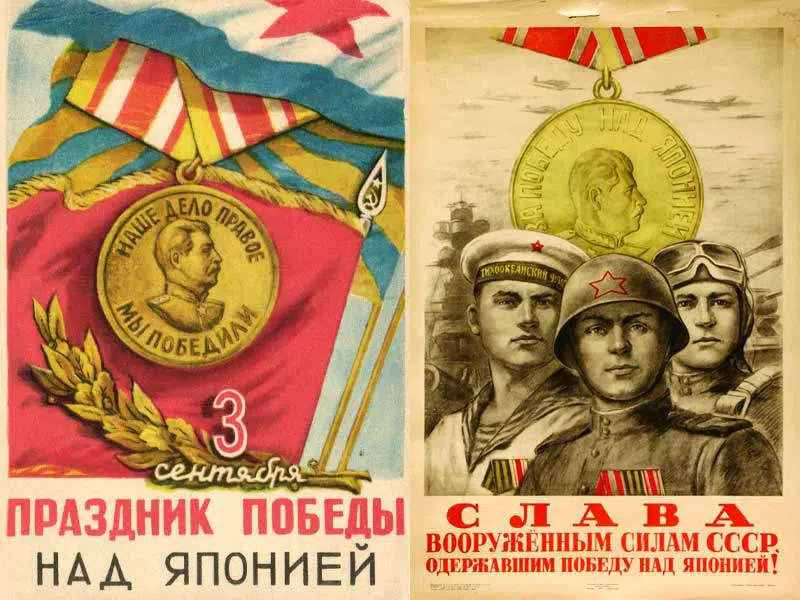 НАШЕ ДЕЛО ПРАВОЕ
МЫ ПОБЕДИЛИ
3
сентября
ПРАЗДНИК ПОБЕДЫ
НАД ЯПОНИЕЙ
ЗА ПОБЕДУ НАД ЯПОНИЕЙ
ТИХООКЕАНСКИЙ
СЛАВА
ВООРУЖЁННЫМ СИЛАМ СССР,
ОДЕРЖАВШИМ ПОБЕДУ НАД ЯПОНИЕЙ!